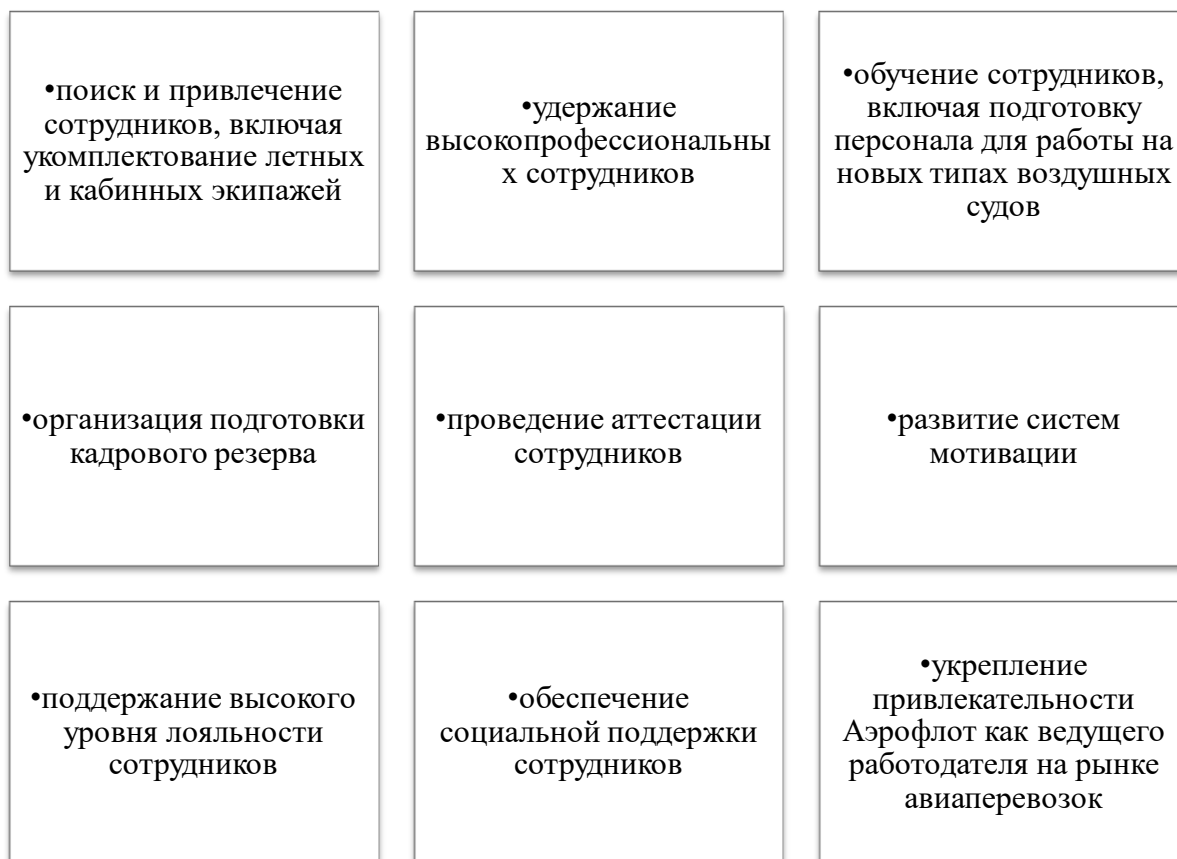 •поиск и привлечение
сотрудников, включая
укомплектование летных
и кабинных экипажей
•удержание
высокопрофессиональны
х сотрудников
•обучение сотрудников,
включая подготовку
персонала для работы на
новых типах воздушных
судов
•организация подготовки
кадрового резерва
•проведение аттестации
сотрудников
•развитие систем
мотивации
•поддержание высокого
уровня лояльности
сотрудников
•обеспечение
социальной поддержки
сотрудников
•укрепление
привлекательности
Аэрофлот как ведущего
работодателя на рынке
авиаперевозок